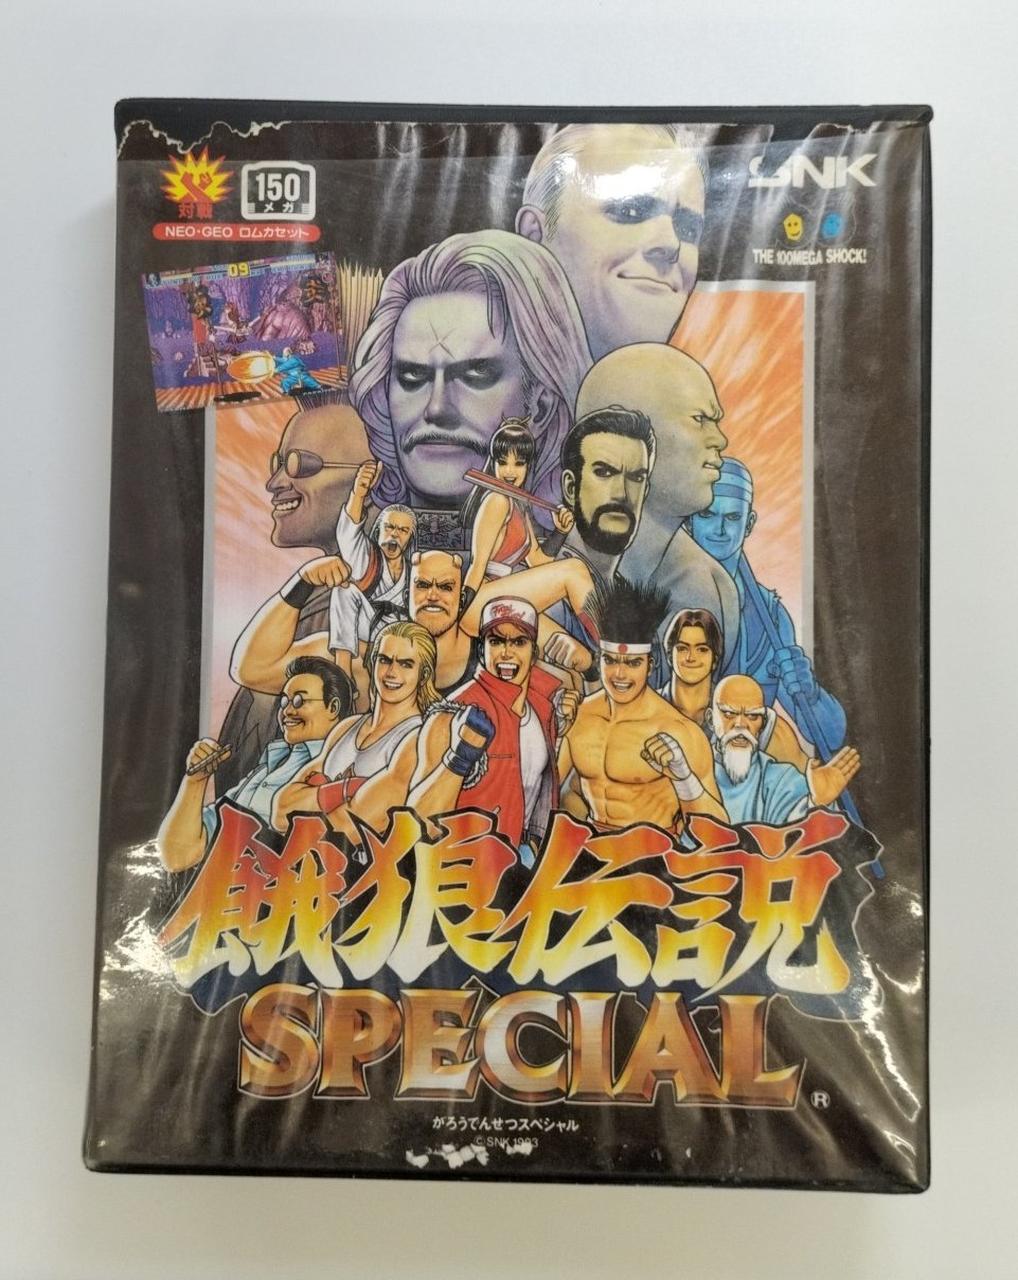 対戦
150
メガ
NEO・GEO ロムカセット
SNK
THE 100MEGA SHOCK!
09
餓狼伝説
SPECIAL
®
がろうでんせつスペシャル
© SNK 1993